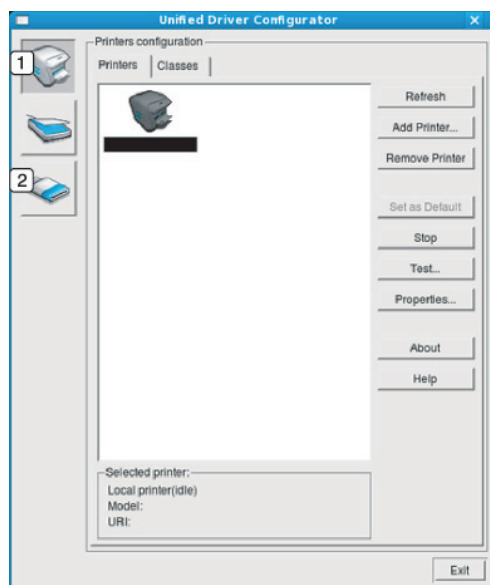 Unified Driver Configurator
Printers configuration
1
Printers
Classes
2
Refresh
Add Printer...
Remove Printer
Set as Default
Stop
Test...
Properties...
About
Help
Selected printer:
Local printer(idle)
Model:
URI:
Exit